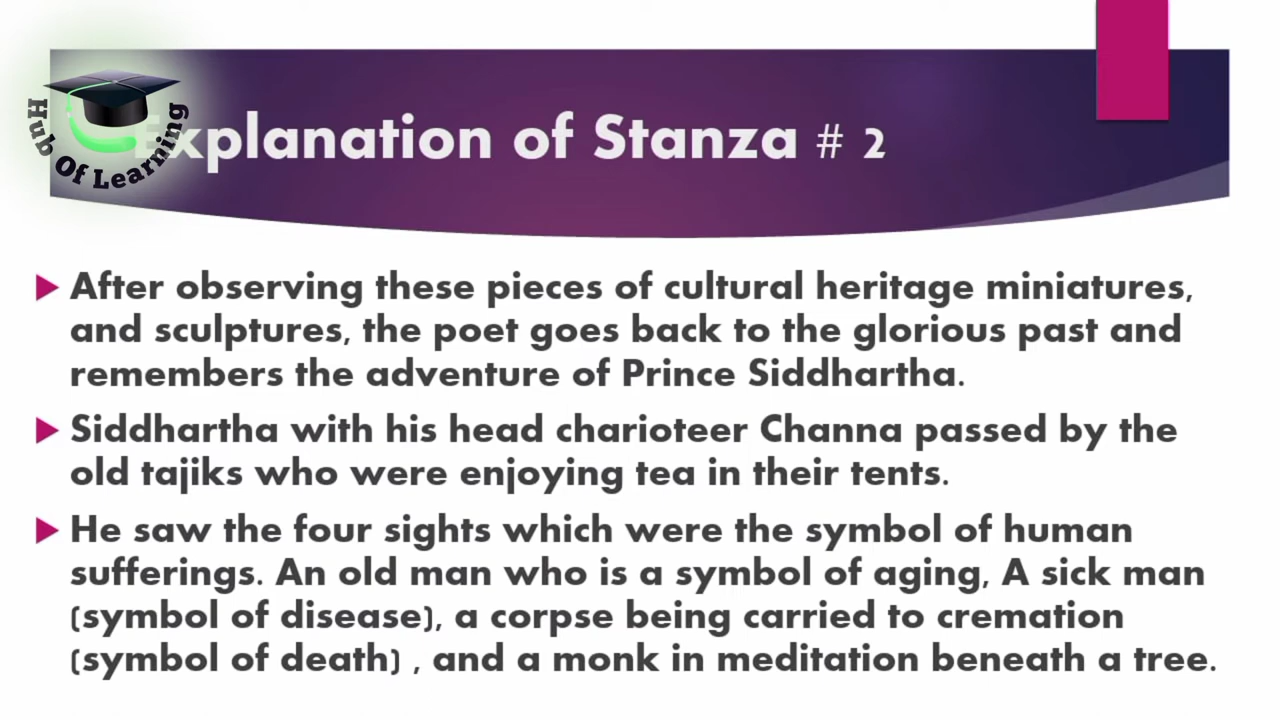 Hub Of Learning
Explanation of Stanza # 2
After observing these pieces of cultural heritage miniatures,
and sculptures, the poet goes back to the glorious past and
remembers the adventure of Prince Siddhartha.
Siddhartha with his head charioteer Channa passed by the
old tajiks who were enjoying tea in their tents.
He saw the four sights which were the symbol of human
sufferings. An old man who is a symbol of aging, A sick man
(symbol of disease), a corpse being carried to cremation
(symbol of death) , and a monk in meditation beneath a tree.